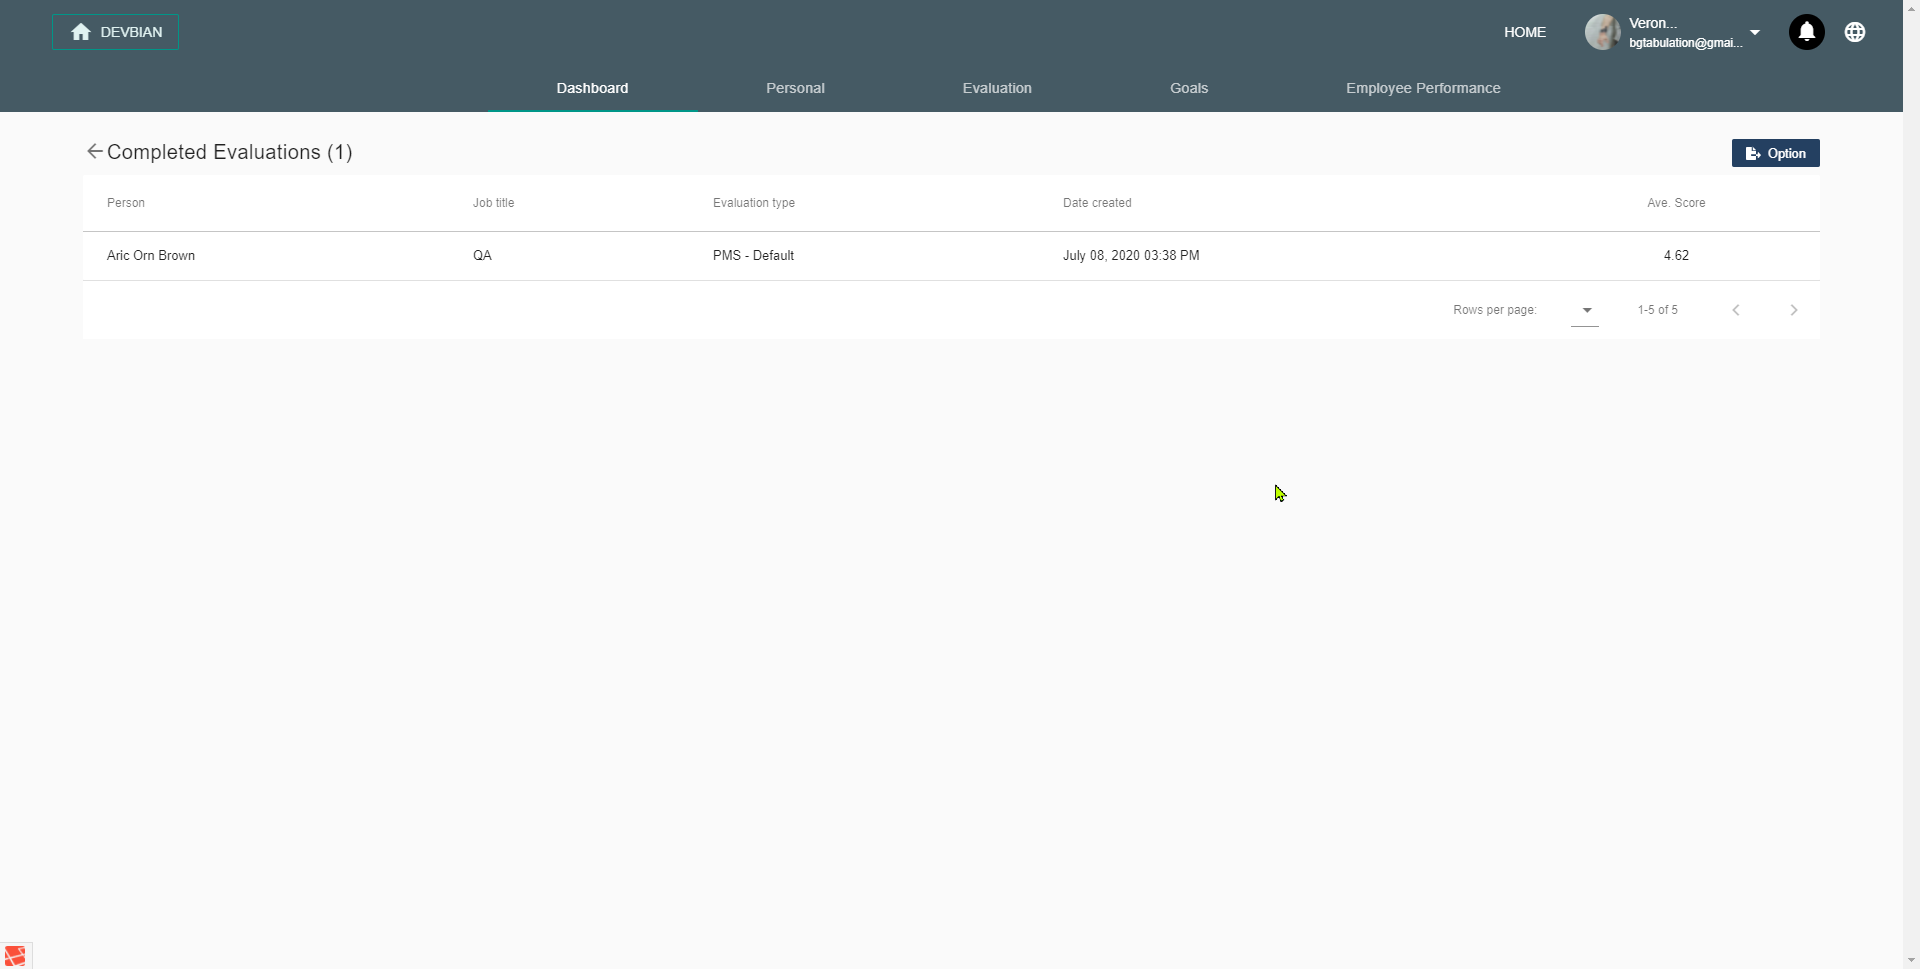 DEVBIAN
HOME
Veron...
bgtabulation@gmai...
Dashboard Personal Evaluation Goals Employee Performance
Completed Evaluations (1)
Option
Person Job title Evaluation type Date created Ave. Score
Aric Orn Brown QA PMS - Default July 08, 2020 03:38 PM 4.62
Rows per page: 1-5 of 5